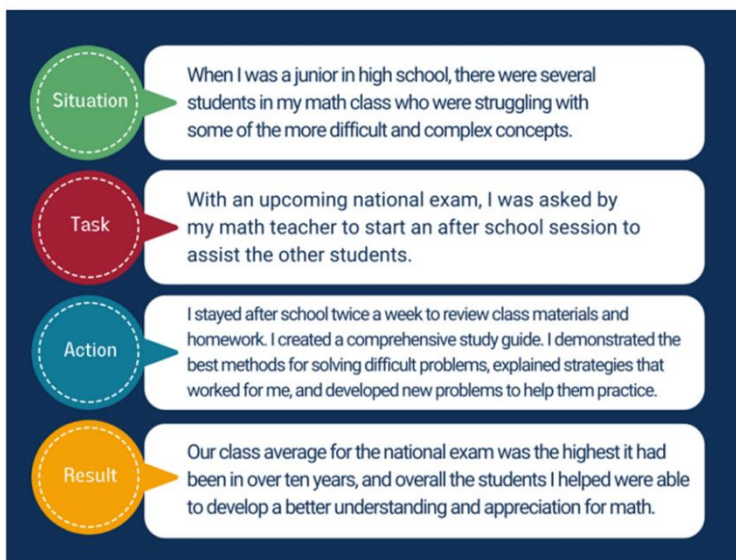 Situation
When I was a junior in high school, there were several
students in my math class who were struggling with
some of the more difficult and complex concepts.
Task
With an upcoming national exam, I was asked by
my math teacher to start an after school session to
assist the other students.
Action
I stayed after school twice a week to review class materials and
homework. I created a comprehensive study guide. I demonstrated the
best methods for solving difficult problems, explained strategies that
worked for me, and developed new problems to help them practice.
Result
Our class average for the national exam was the highest it had
been in over ten years, and overall the students I helped were able
to develop a better understanding and appreciation for math.